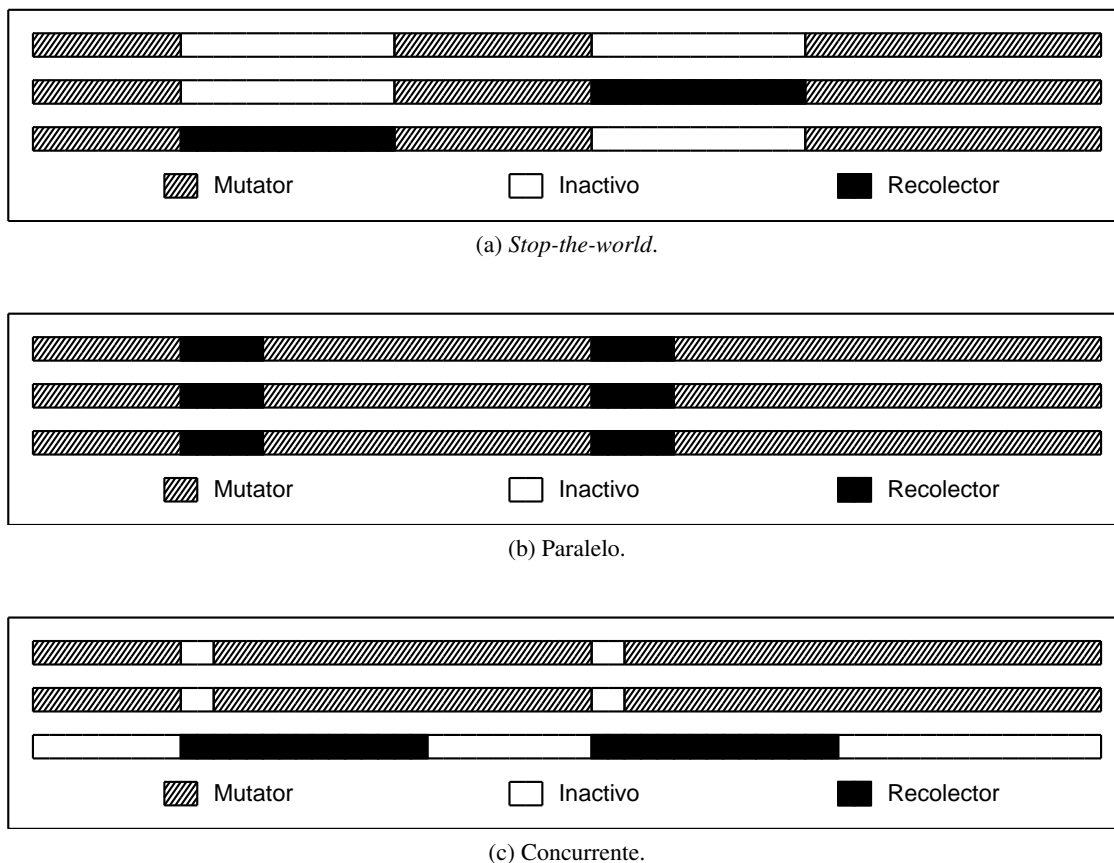 Mutator Inactivo Recolector
(a) Stop-the-world.
Mutator Inactivo Recolector
(b) Paralelo.
Mutator Inactivo Recolector
(c) Concurrente.